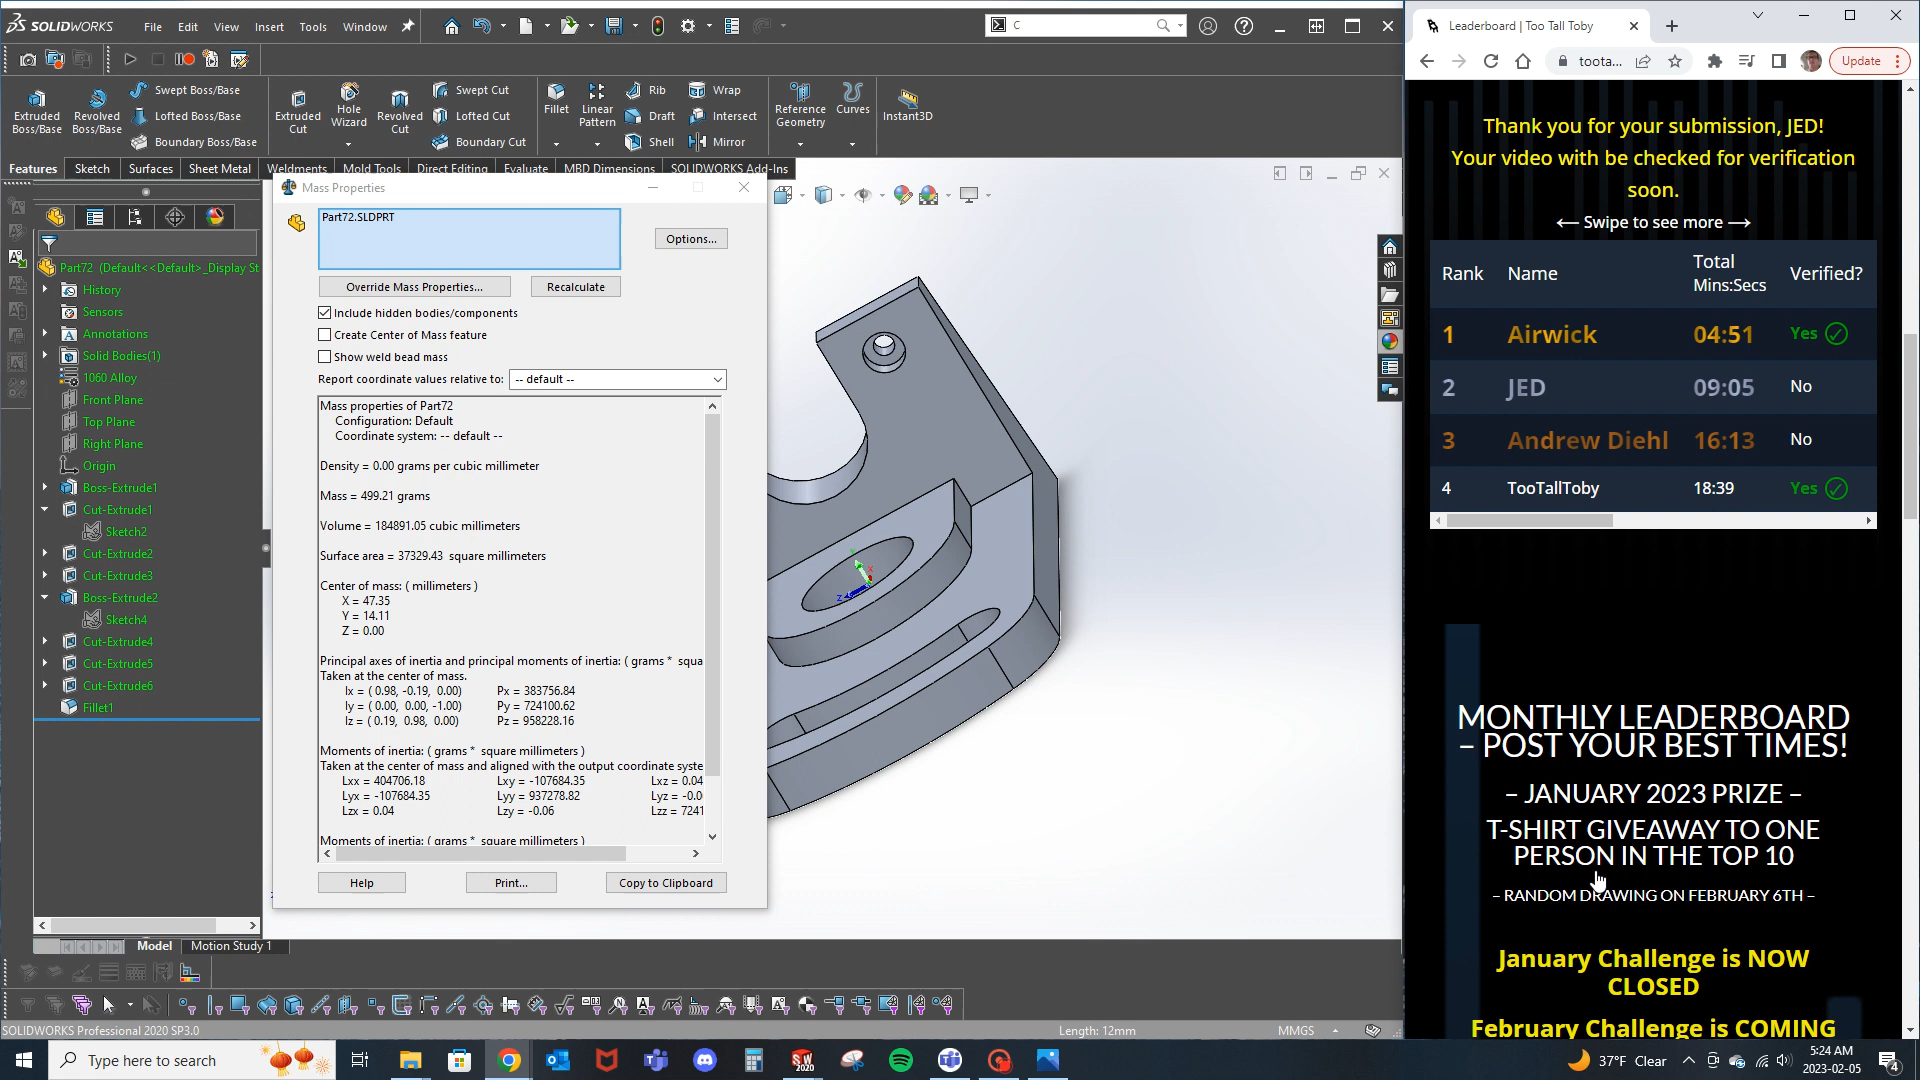 SOLIDWORKS
File
Edit
View
Insert
Tools
Window
C
Extruded
Boss/Base
Revolved
Boss/Base
Swept Boss/Base
Lofted Boss/Base
Boundary Boss/Base
Extruded
Cut
Hole
Wizard
Revolved
Cut
Swept Cut
Lofted Cut
Boundary Cut
Fillet
Linear
Pattern
Rib
Draft
Shell
Wrap
Intersect
Mirror
Reference
Geometry
Curves
Instant3D
Features
Sketch
Surfaces
Sheet Metal
Weldments
Mold Tools
Direct Editing
Evaluate
MBD Dimensions
SOLIDWORKS Add-Ins
Part72 (Default<<Default>_Display St
History
Sensors
Annotations
Solid Bodies(1)
1060 Alloy
Front Plane
Top Plane
Right Plane
Origin
Boss-Extrude1
Cut-Extrude1
Sketch2
Cut-Extrude2
Cut-Extrude3
Boss-Extrude2
Sketch4
Cut-Extrude4
Cut-Extrude5
Cut-Extrude6
Fillet1
Mass Properties
Part72.SLDPRT
Options...
Override Mass Properties...
Recalculate
Include hidden bodies/components
Create Center of Mass feature
Show weld bead mass
Report coordinate values relative to:
-- default --
Mass properties of Part72
Configuration: Default
Coordinate system: -- default --
Density = 0.00 grams per cubic millimeter
Mass = 499.21 grams
Volume = 184891.05 cubic millimeters
Surface area = 37329.43 square millimeters
Center of mass: ( millimeters )
X = 47.35
Y = 14.11
Z = 0.00
Principal axes of inertia and principal moments of inertia: ( grams * squa
Taken at the center of mass.
Ix = ( 0.98, -0.19, 0.00) Px = 383756.84
Iy = ( 0.00, 0.00, -1.00) Py = 724100.62
Iz = ( 0.19, 0.98, 0.00) Pz = 958228.16
Moments of inertia: ( grams * square millimeters )
Taken at the center of mass and aligned with the output coordinate syste
Lxx = 404706.18 Lxy = -107684.35 Lxz = 0.04
Lyx = -107684.35 Lyy = 937278.82 Lyz = -0.0
Lzx = 0.04 Lzy = -0.06 Lzz = 7241
Moments of inertia: ( grams * square millimeters )
Help
Print...
Copy to Clipboard
Y
X
Z
Model
Motion Study 1
SOLIDWORKS Professional 2020 SP3.0
Length: 12mm
MMGS
Leaderboard | Too Tall Toby
toota...
Update
Thank you for your submission, JED!
Your video with be checked for verification
soon.
← Swipe to see more →
Rank Name Total Mins:Secs Verified?
1 Airwick 04:51 Yes
2 JED 09:05 No
3 Andrew Diehl 16:13 No
4 TooTallToby 18:39 Yes
MONTHLY LEADERBOARD
– POST YOUR BEST TIMES!
– JANUARY 2023 PRIZE –
T-SHIRT GIVEAWAY TO ONE
PERSON IN THE TOP 10
– RANDOM DRAWING ON FEBRUARY 6TH –
January Challenge is NOW
CLOSED
February Challenge is COMING
Type here to search
SW
2020
37°F Clear
5:24 AM
2023-02-05
4